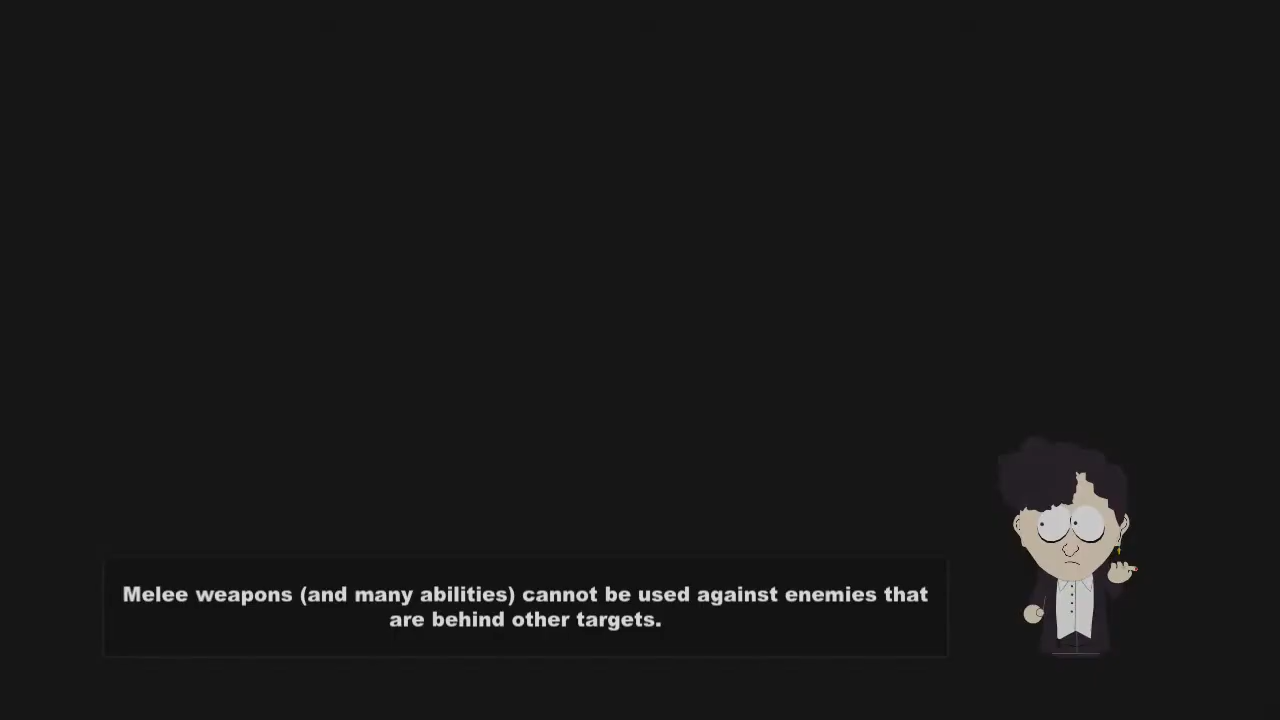 Melee weapons (and many abilities) cannot be used against enemies that
are behind other targets.